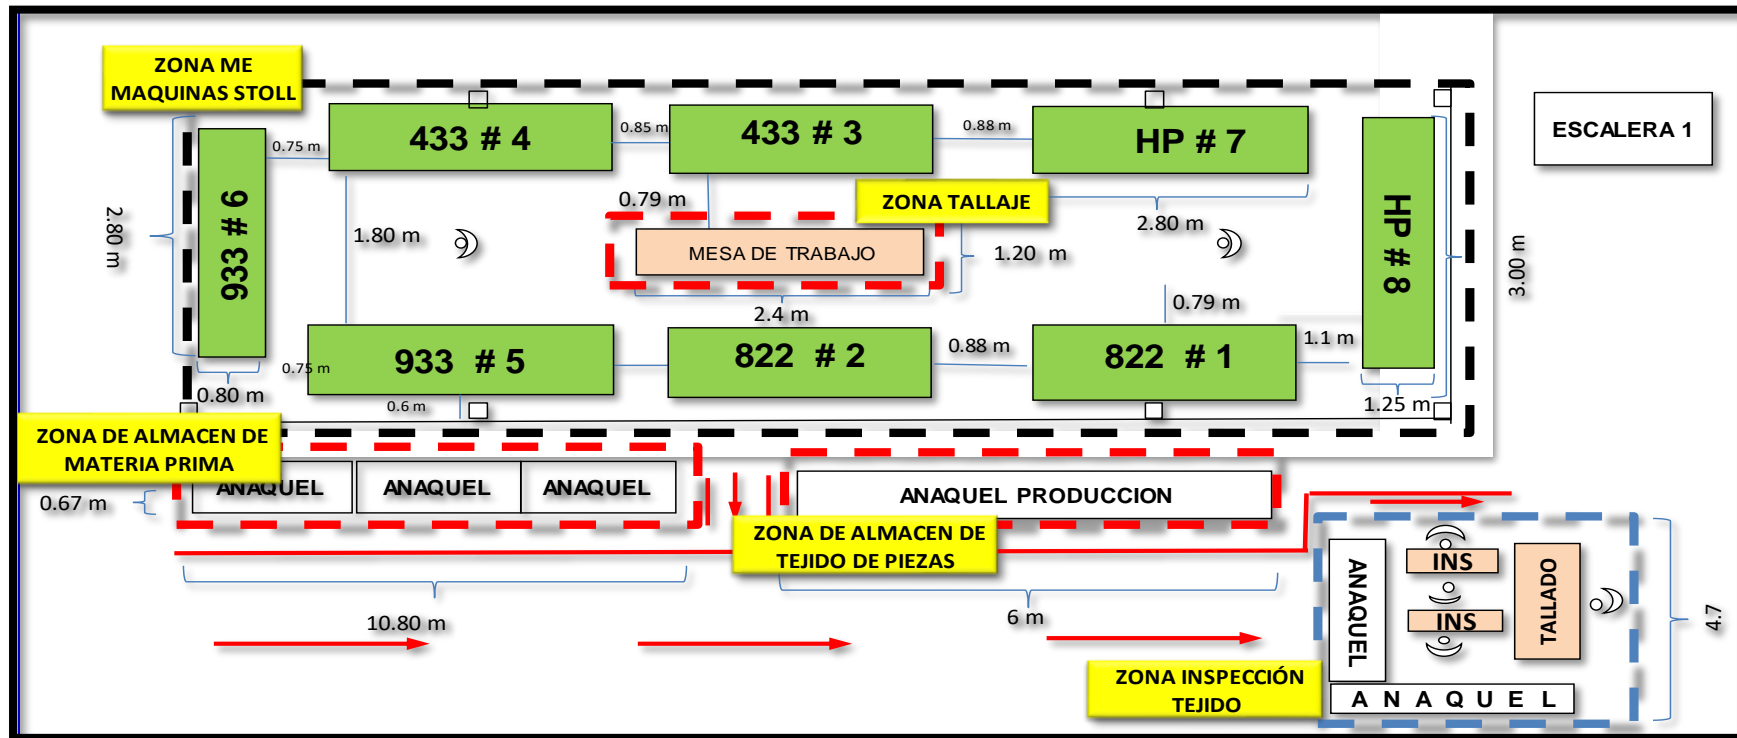 ZONA ME
MAQUINAS STOLL
433 # 4
0.85 m
433 # 3
0.88 m
HP # 7
ESCALERA 1
0.75 m
933 # 6
2.80 m
0.79 m
ZONA TALLAJE
2.80 m
HP # 8
3.00 m
1.80 m
MESA DE TRABAJO
1.20 m
2.4 m
0.79 m
0.75 m
933 # 5
822 # 2
0.88 m
822 # 1
1.1 m
0.80 m
0.6 m
1.25 m
ZONA DE ALMACEN DE
MATERIA PRIMA
0.67 m
ANAQUEL
ANAQUEL
ANAQUEL
ANAQUEL PRODUCCION
ZONA DE ALMACEN DE
TEJIDO DE PIEZAS
10.80 m
6 m
ANAQUEL
INS
INS
TALLADO
4.7
ZONA INSPECCIÓN
TEJIDO
A N A Q U E L